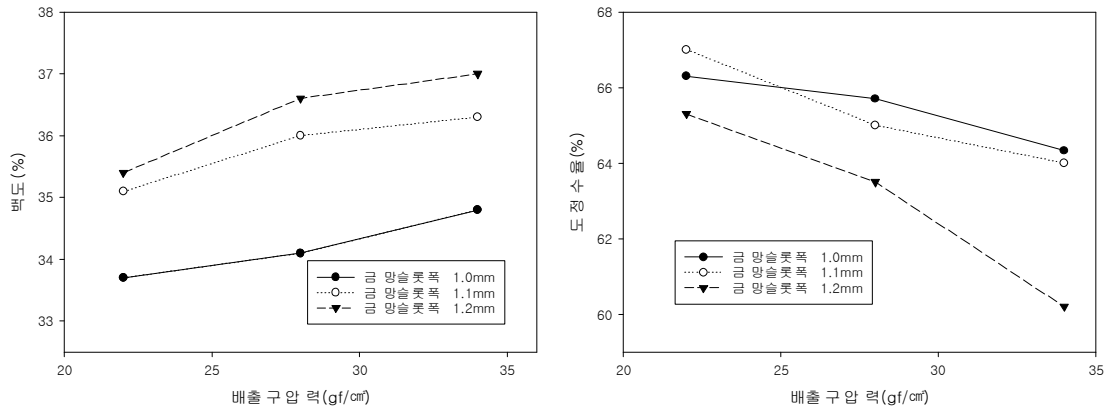 38
37
36
35
34
33
20
25
30
35
백도(%)
배출구압력(gf/㎠)
금망슬롯폭 1.0mm
금망슬롯폭 1.1mm
금망슬롯폭 1.2mm
68
66
64
62
60
20
25
30
35
도정수율(%)
배출구압력(gf/㎠)
금망슬롯폭 1.0mm
금망슬롯폭 1.1mm
금망슬롯폭 1.2mm